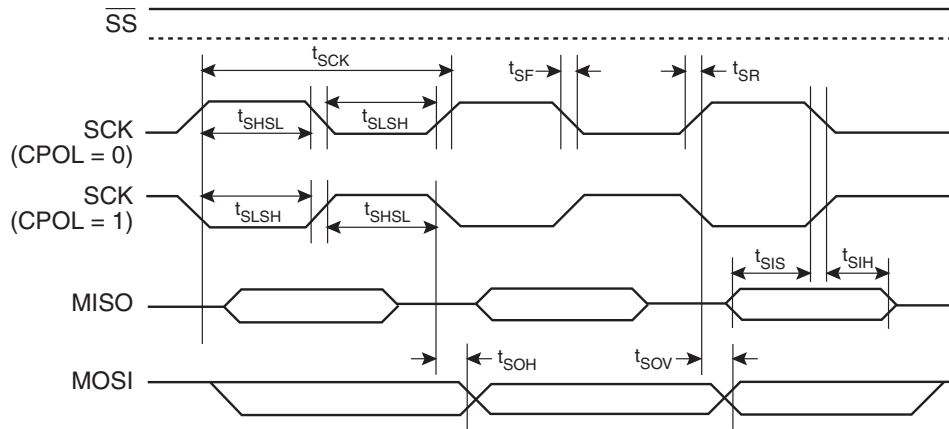 SS
tSCK
tSF
tSR
tSHSL
tSLSH
SCK
(CPOL = 0)
SCK
(CPOL = 1)
tSLSH
tSHSL
tSIS
tSIH
MISO
tSOH
tSOV
MOSI